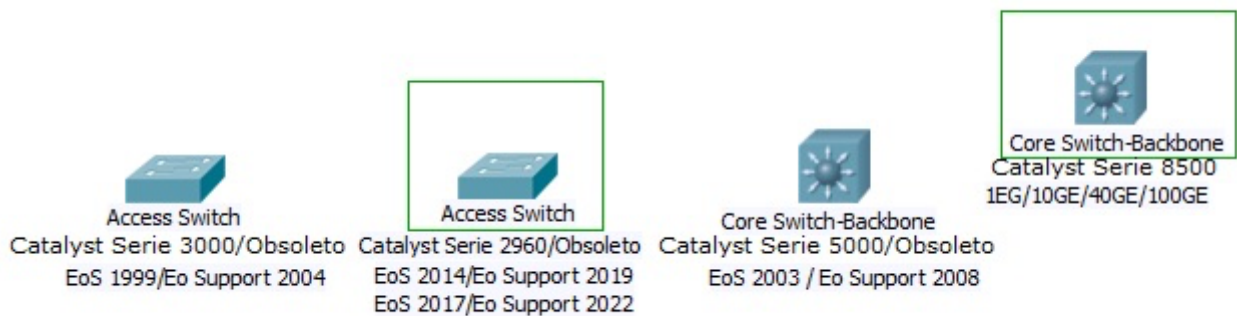 Access Switch
Catalyst Serie 3000/Obsoleto
EoS 1999/Eo Support 2004
Access Switch
Catalyst Serie 2960/Obsoleto
EoS 2014/Eo Support 2019
EoS 2017/Eo Support 2022
Core Switch-Backbone
Catalyst Serie 5000/Obsoleto
EoS 2003 / Eo Support 2008
Core Switch-Backbone
Catalyst Serie 8500
1EG/10GE/40GE/100GE